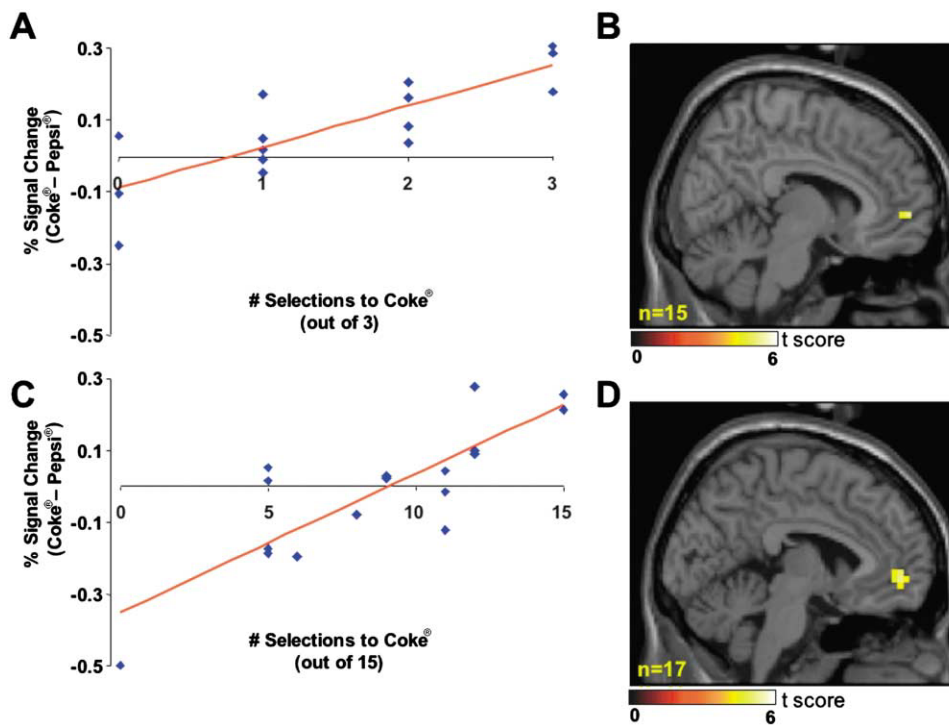 A
0.3
0.1
-0.1
-0.3
-0.5
% Signal Change
(Coke® – Pepsi®)
0 1 2 3
# Selections to Coke®
(out of 3)
B
n=15
0 6 t score
C
0.3
0.1
-0.1
-0.3
-0.5
% Signal Change
(Coke® – Pepsi®)
0 5 10 15
# Selections to Coke®
(out of 15)
D
n=17
0 6 t score